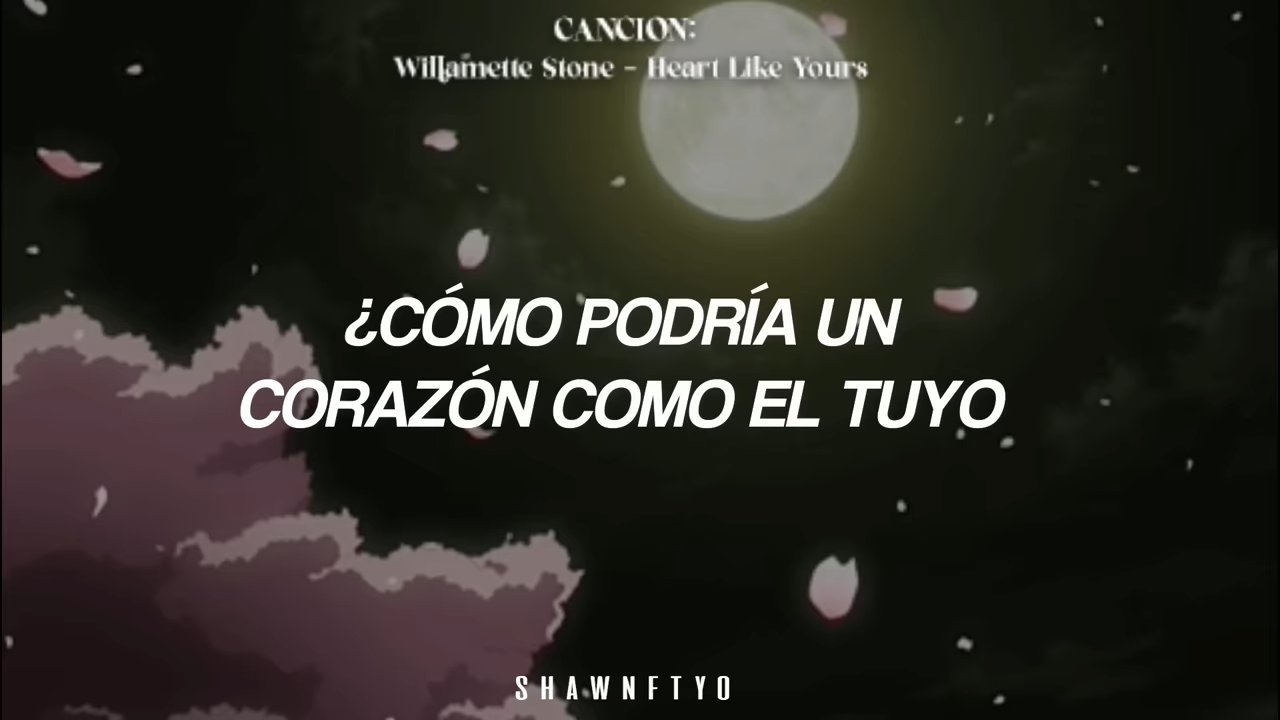 CANCION:
Willamette Stone - Heart Like Yours
¿CÓMO PODRÍA UN
CORAZÓN COMO EL TUYO
SHAWNFTYO